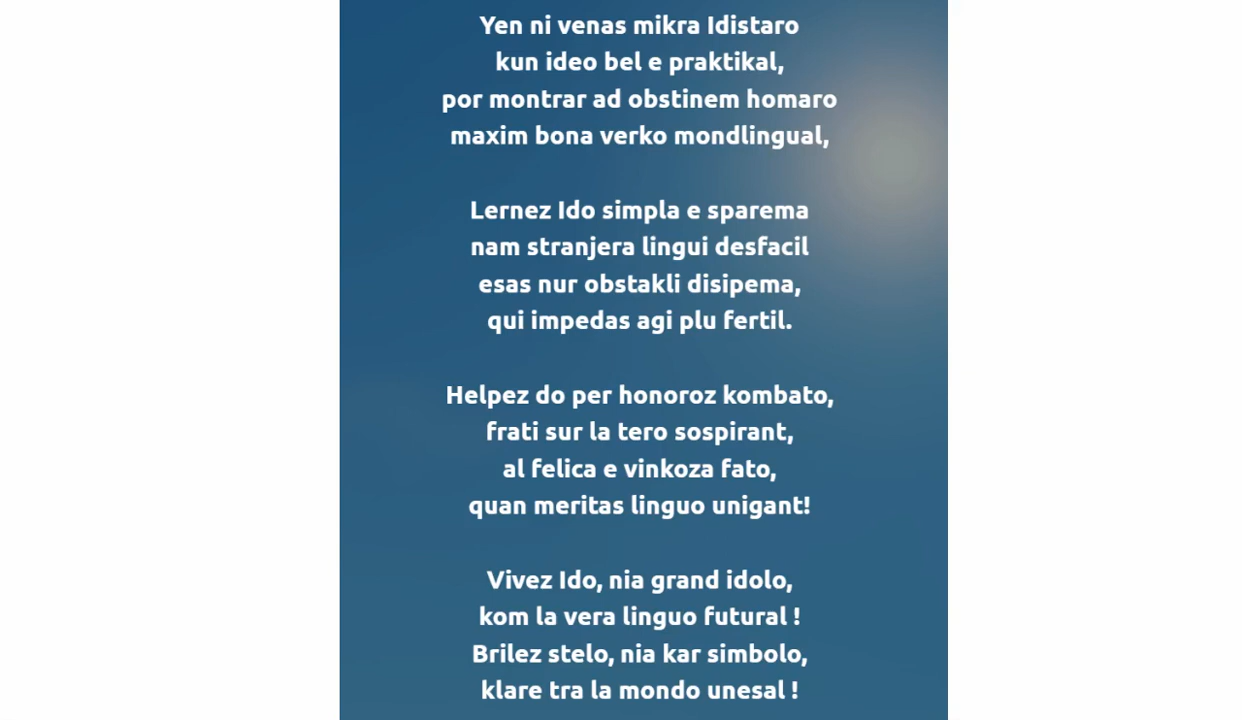 Yen ni venas mikra Idistaro
kun ideo bel e praktikal,
por montrar ad obstinem homaro
maxim bona verko mondlingual,
Lernez Ido simpla e sparema
nam stranjera lingui desfacil
esas nur obstakli disipema,
qui impedas agi plu fertil.
Helpez do per honoroz kombato,
frati sur la tero sospirant,
al felica e vinkoza fato,
quan meritas linguo unigant!
Vivez Ido, nia grand idolo,
kom la vera linguo futural !
Brilez stelo, nia kar simbolo,
klare tra la mondo unesal !